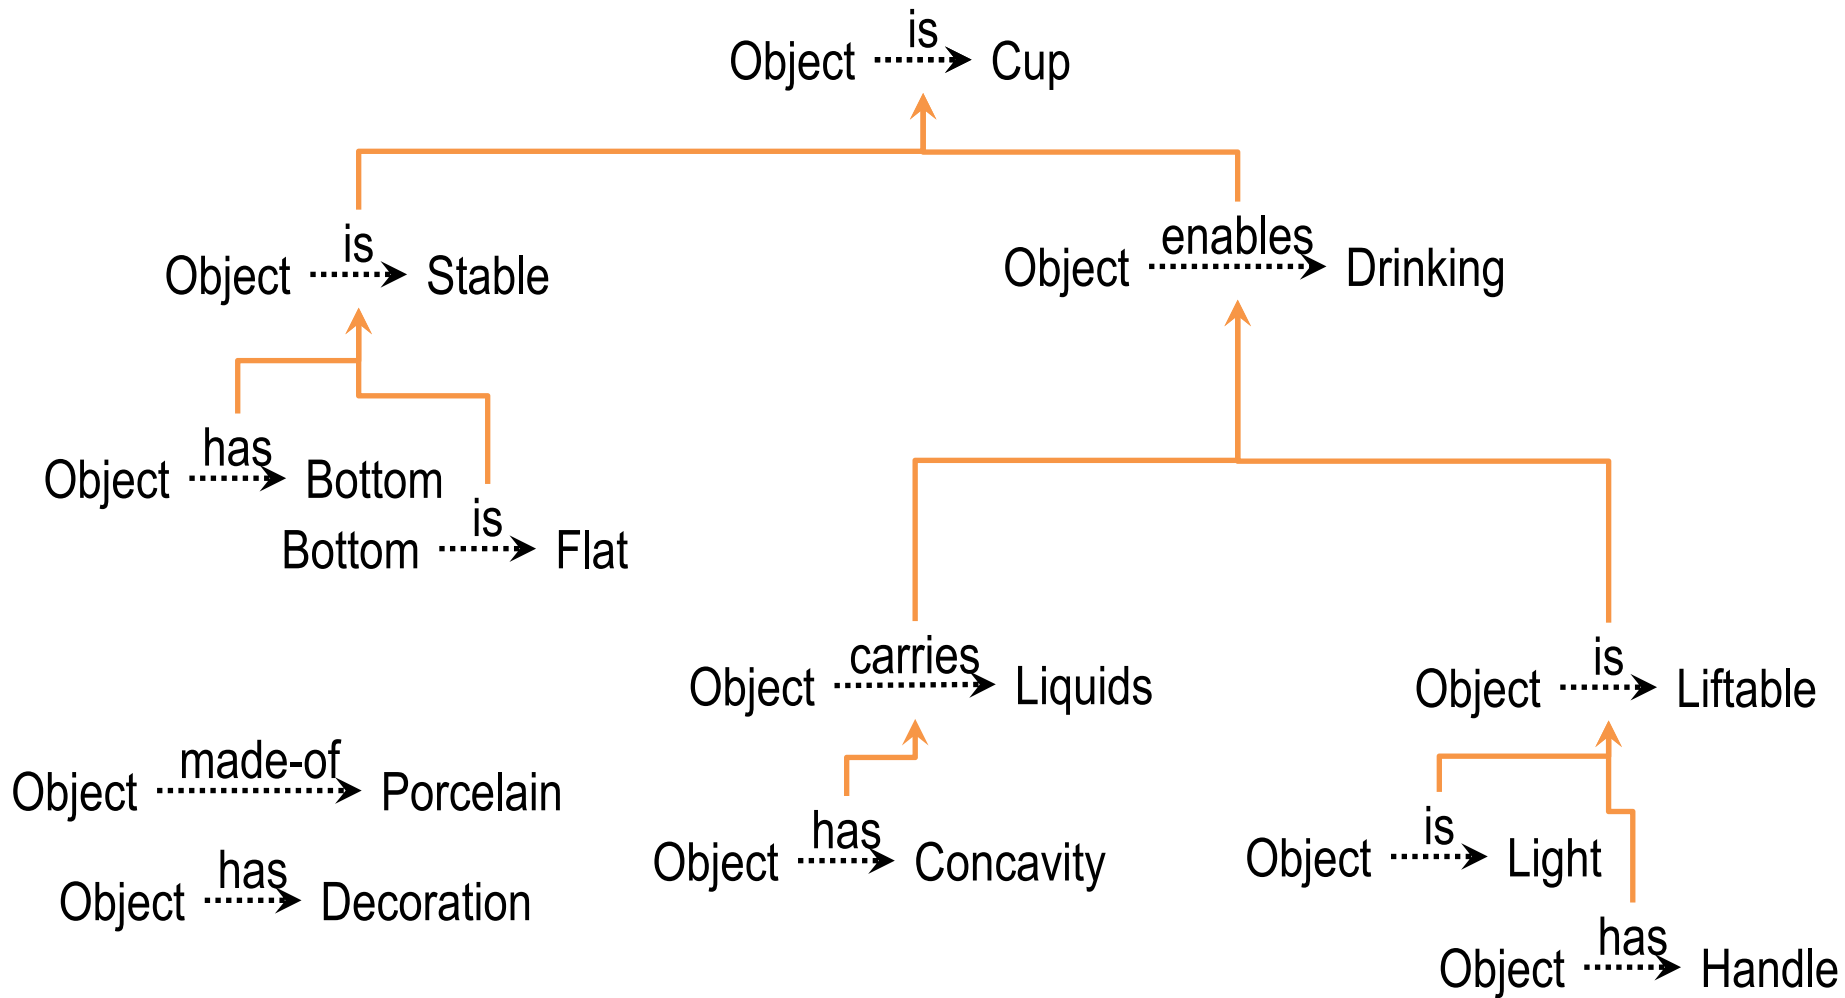 is
Object Cup
is
Object Stable
enables
Object Drinking
has
Object Bottom
is
Bottom Flat
carries
Object Liquids
is
Object Liftable
made-of
Object Porcelain
has
Object Concavity
is
Object Light
has
Object Decoration
has
Object Handle